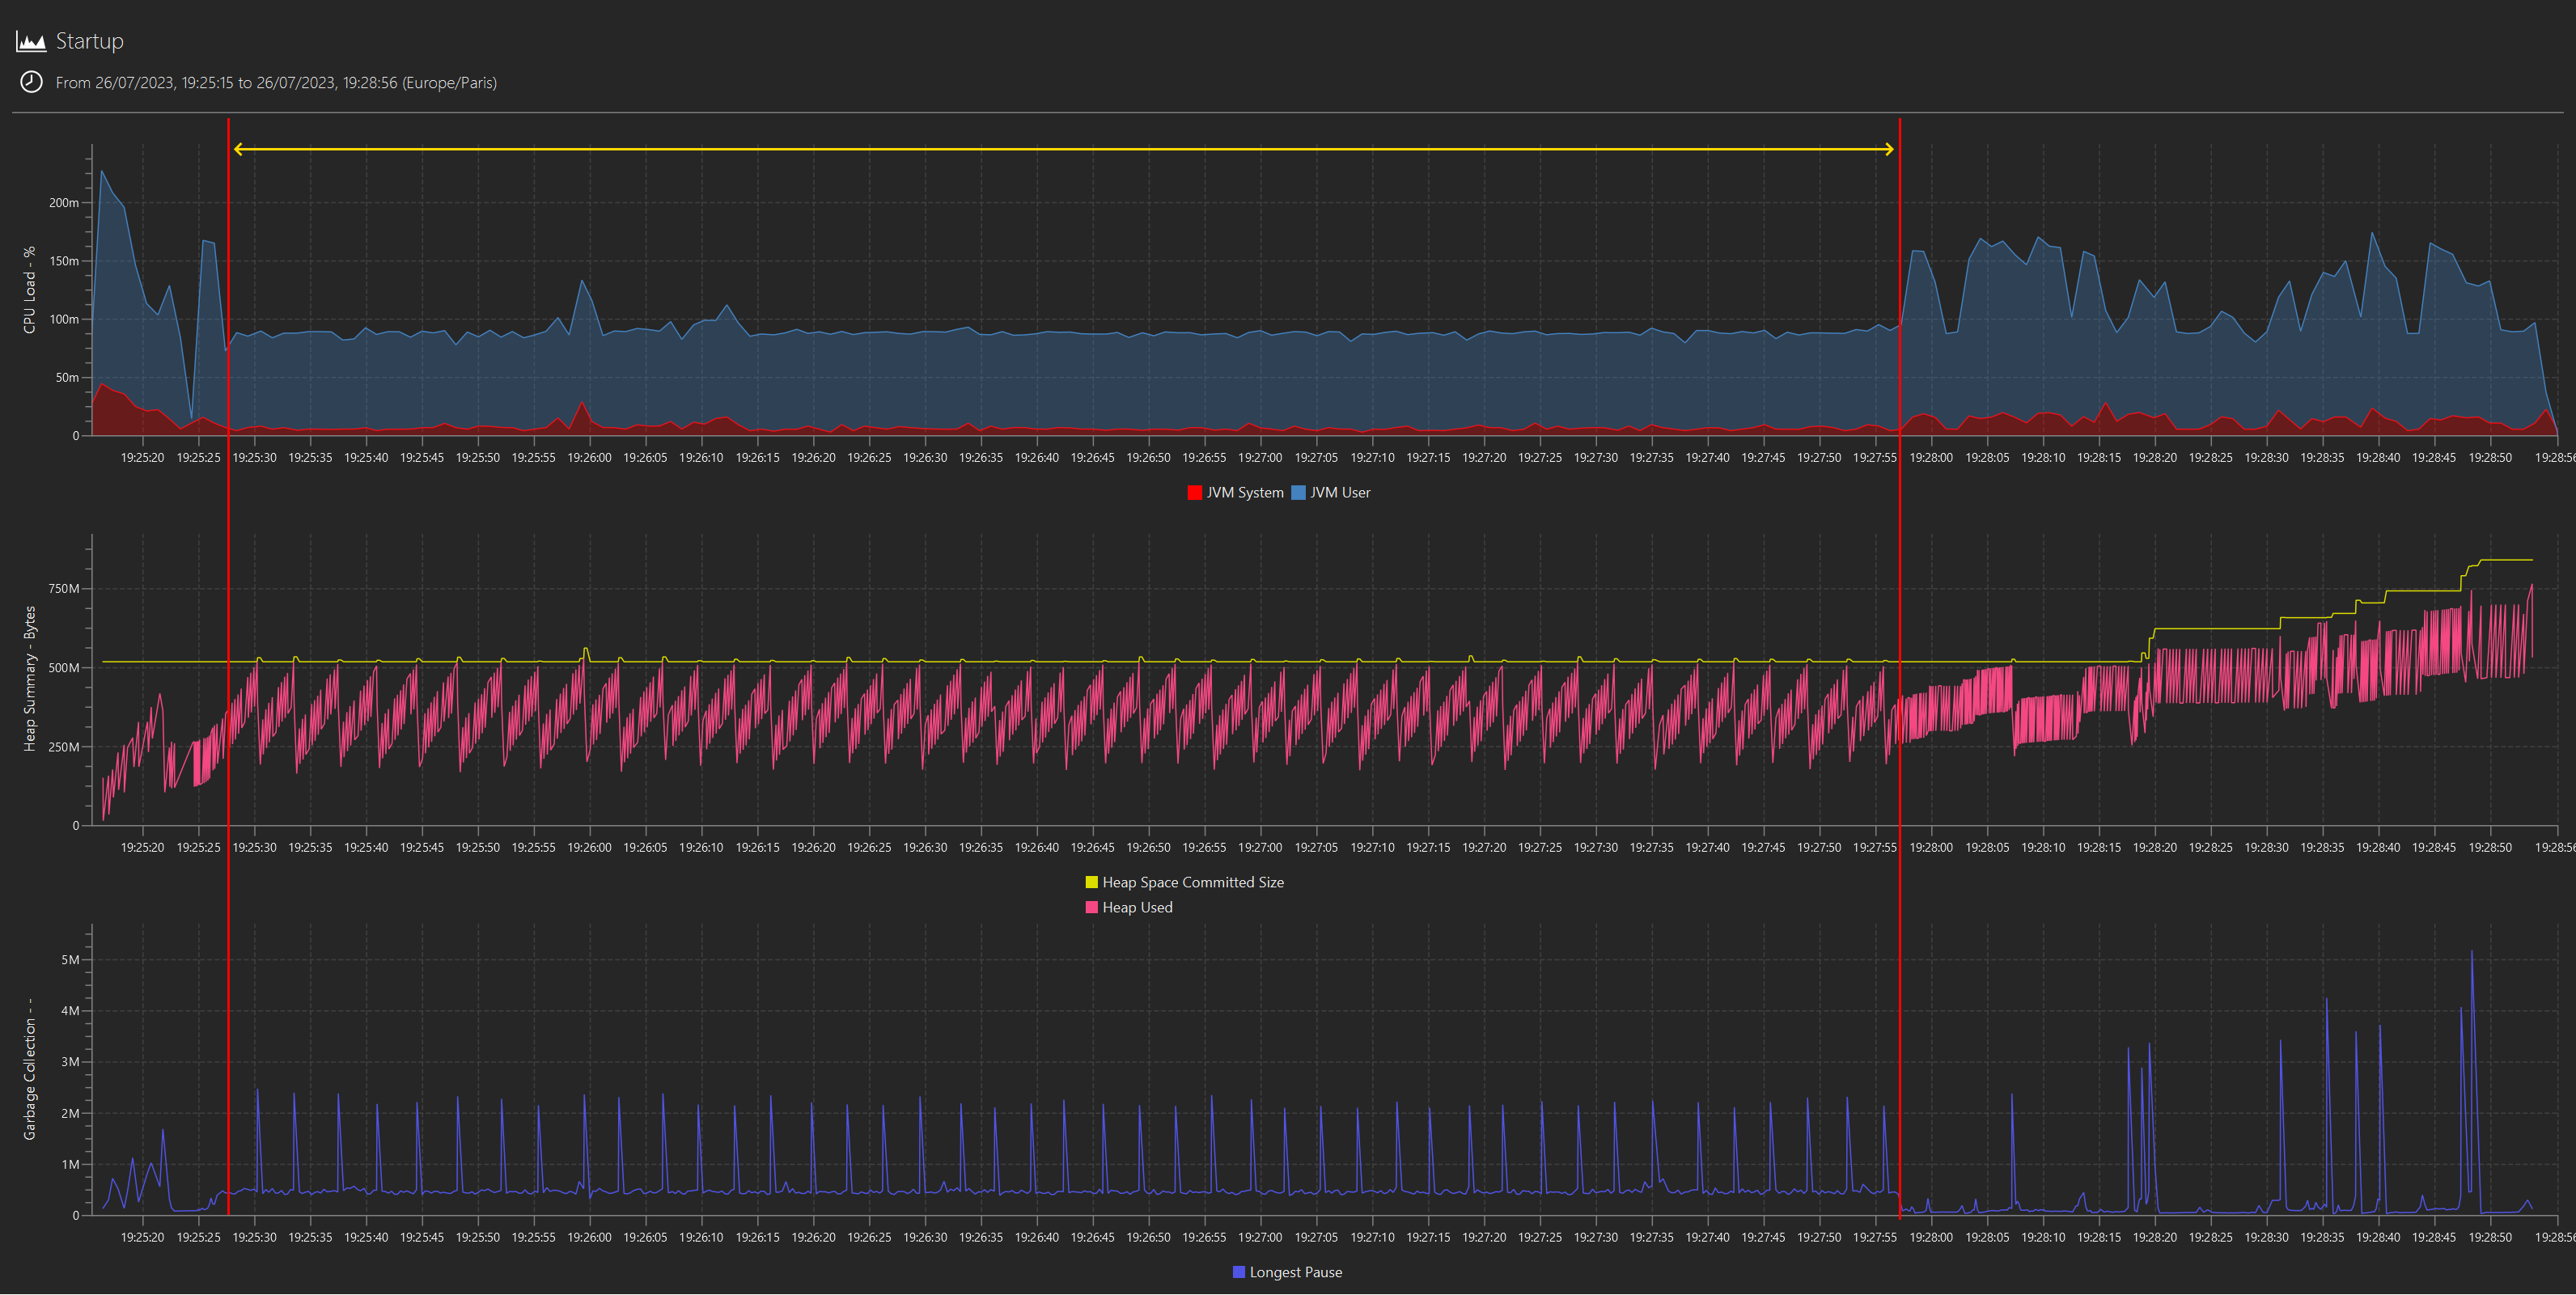 Startup
From 26/07/2023, 19:25:15 to 26/07/2023, 19:28:56 (Europe/Paris)
CPU Load - %
200m
150m
100m
50m
0
19:25:20 19:25:25 19:25:30 19:25:35 19:25:40 19:25:45 19:25:50 19:25:55 19:26:00 19:26:05 19:26:10 19:26:15 19:26:20 19:26:25 19:26:30 19:26:35 19:26:40 19:26:45 19:26:50 19:26:55 19:27:00 19:27:05 19:27:10 19:27:15 19:27:20 19:27:25 19:27:30 19:27:35 19:27:40 19:27:45 19:27:50 19:27:55 19:28:00 19:28:05 19:28:10 19:28:15 19:28:20 19:28:25 19:28:30 19:28:35 19:28:40 19:28:45 19:28:50 19:28:56
JVM System JVM User
Heap Summary - Bytes
750M
500M
250M
0
19:25:20 19:25:25 19:25:30 19:25:35 19:25:40 19:25:45 19:25:50 19:25:55 19:26:00 19:26:05 19:26:10 19:26:15 19:26:20 19:26:25 19:26:30 19:26:35 19:26:40 19:26:45 19:26:50 19:26:55 19:27:00 19:27:05 19:27:10 19:27:15 19:27:20 19:27:25 19:27:30 19:27:35 19:27:40 19:27:45 19:27:50 19:27:55 19:28:00 19:28:05 19:28:10 19:28:15 19:28:20 19:28:25 19:28:30 19:28:35 19:28:40 19:28:45 19:28:50 19:28:56
Heap Space Committed Size
Heap Used
Garbage Collection - -
5M
4M
3M
2M
1M
0
19:25:20 19:25:25 19:25:30 19:25:35 19:25:40 19:25:45 19:25:50 19:25:55 19:26:00 19:26:05 19:26:10 19:26:15 19:26:20 19:26:25 19:26:30 19:26:35 19:26:40 19:26:45 19:26:50 19:26:55 19:27:00 19:27:05 19:27:10 19:27:15 19:27:20 19:27:25 19:27:30 19:27:35 19:27:40 19:27:45 19:27:50 19:27:55 19:28:00 19:28:05 19:28:10 19:28:15 19:28:20 19:28:25 19:28:30 19:28:35 19:28:40 19:28:45 19:28:50 19:28:56
Longest Pause